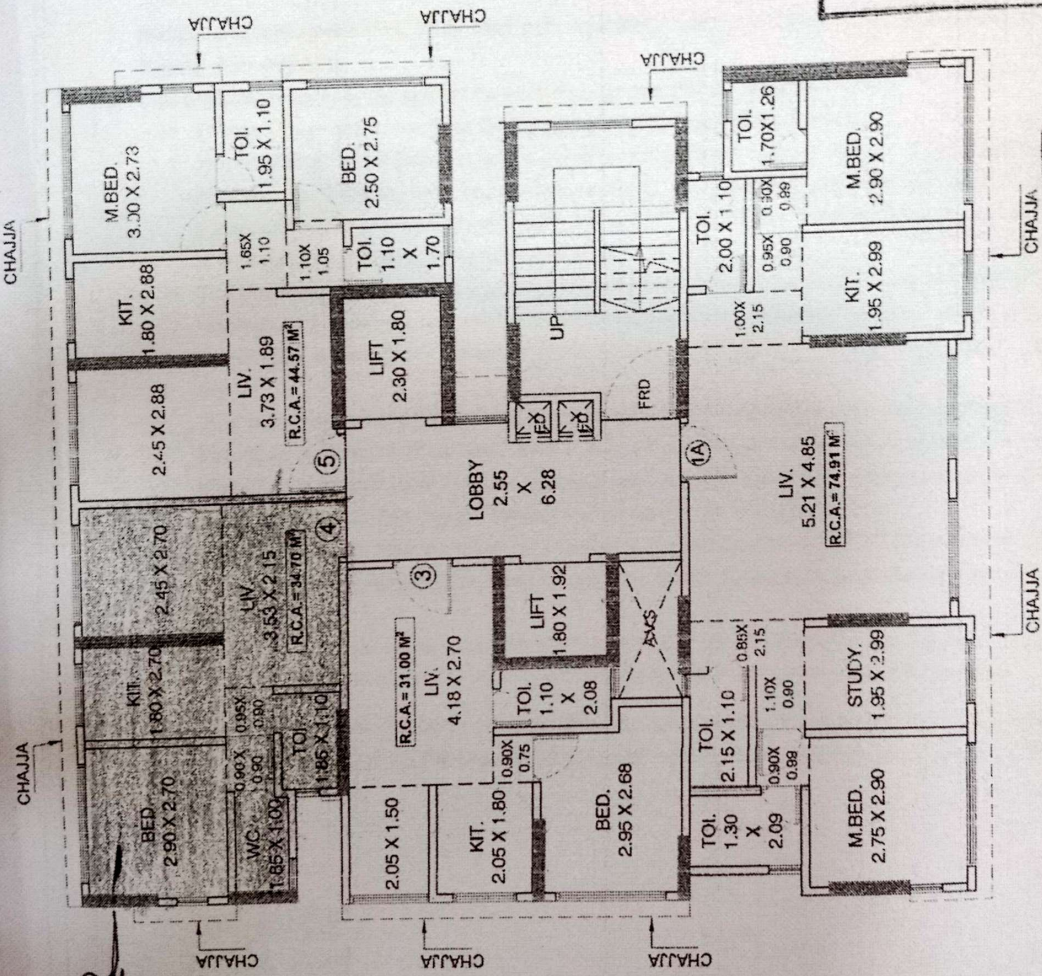 CHAJJA
CHAJJA
CHAJJA
CHAJJA
CHAJJA
M.BED.
3.00 X 2.73
TOI.
1.95 X 1.10
BED.
2.50 X 2.75
KIT.
1.80 X 2.88
1.65X
1.10
1.10X
1.05
TOI.
1.10
X
1.70
2.45 X 2.88
LIV.
3.73 X 1.89
R.C.A.= 44.57 M²
5
LIFT
2.30 X 1.80
2.45 X 2.70
LIV
3.53 X 2.15
R.C.A.= 34.70 M²
4
KIT.
1.80 X 2.70
0.95X
0.90
TOI.
1.85 X 1.10
BED.
2.90 X 2.70
0.90X
0.90
WC
1.85 X 1.00
CHAJJA
UP
FRD
ED
ED
LOBBY
2.55
X
6.28
3
R.C.A.= 31.00 M²
LIV.
4.18 X 2.70
LIFT
1.80 X 1.92
A.V.S
TOI.
1.10
X
2.08
0.90X
0.75
2.05 X 1.50
KIT.
2.05 X 1.80
BED.
2.95 X 2.68
CHAJJA
CHAJJA
TOI.
1.70X1.26
TOI.
2.00 X 1.10
0.90X
0.99
0.95X
0.90
M.BED.
2.90 X 2.90
1.00X
2.15
KIT.
1.95 X 2.99
1A
LIV.
5.21 X 4.85
R.C.A.= 74.91 M²
0.85X
2.15
TOI.
2.15 X 1.10
1.10X
0.90
STUDY.
1.95 X 2.99
0.90X
0.99
TOI.
1.30
X
2.09
M.BED.
2.75 X 2.90
CHAJJA
CHAJJA